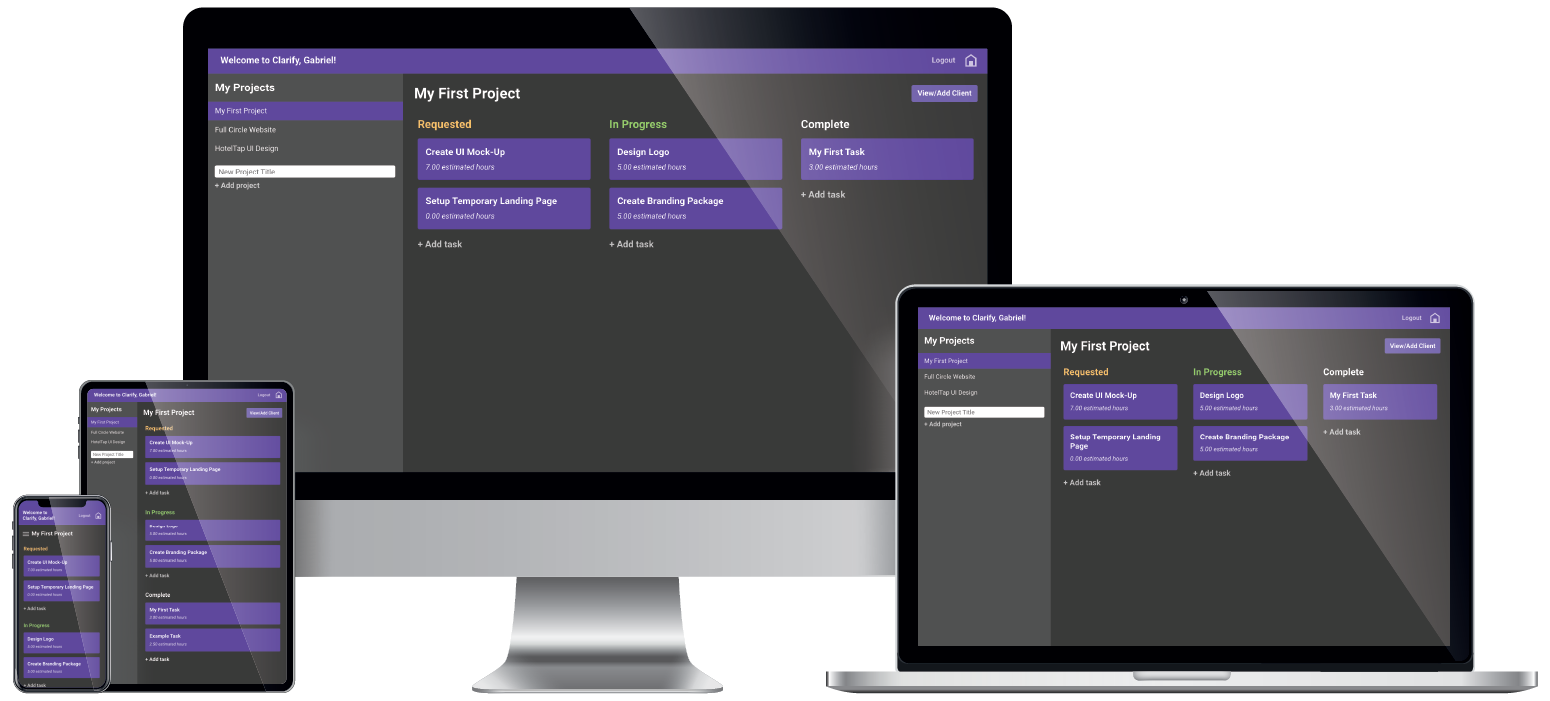 Welcome to Clarify, Gabriel!
Logout
My Projects
My First Project
Full Circle Website
HotelTap UI Design
New Project Title
+ Add project
My First Project
View/Add Client
Requested
Create UI Mock-Up
7.00 estimated hours
Setup Temporary Landing Page
0.00 estimated hours
+ Add task
In Progress
Design Logo
5.00 estimated hours
Create Branding Package
5.00 estimated hours
+ Add task
Complete
My First Task
3.00 estimated hours
+ Add task
Welcome to Clarify, Gabriel!
Logout
My Projects
My First Project
Full Circle Website
HotelTap UI Design
New Project Title
+ Add project
My First Project
View/Add Client
Requested
Create UI Mock-Up
7.00 estimated hours
Setup Temporary Landing
Page
0.00 estimated hours
+ Add task
In Progress
Design Logo
5.00 estimated hours
Create Branding Package
5.00 estimated hours
+ Add task
Complete
My First Task
3.00 estimated hours
+ Add task
Welcome to Clarify, Gabriel!
Logout
My Projects
My First Project
Full Circle Website
HotelTap UI Design
New Project Title
+ Add project
My First Project
View/Add Client
Requested
Create UI Mock-Up
7.00 estimated hours
Setup Temporary Landing Page
0.00 estimated hours
+ Add task
In Progress
Design Logo
5.00 estimated hours
Create Branding Package
5.00 estimated hours
+ Add task
Complete
My First Task
3.00 estimated hours
Example Task
estimated hours
+ Add task
Welcome to
Clarify, Gabriel!
Logout
My First Project
Requested
Create UI Mock-Up
7.00 estimated hours
Setup Temporary Landing Page
0.00 estimated hours
+ Add task
In Progress
Design Logo
5.00 estimated hours
Create Branding Package
5.00 estimated hours
+ Add task